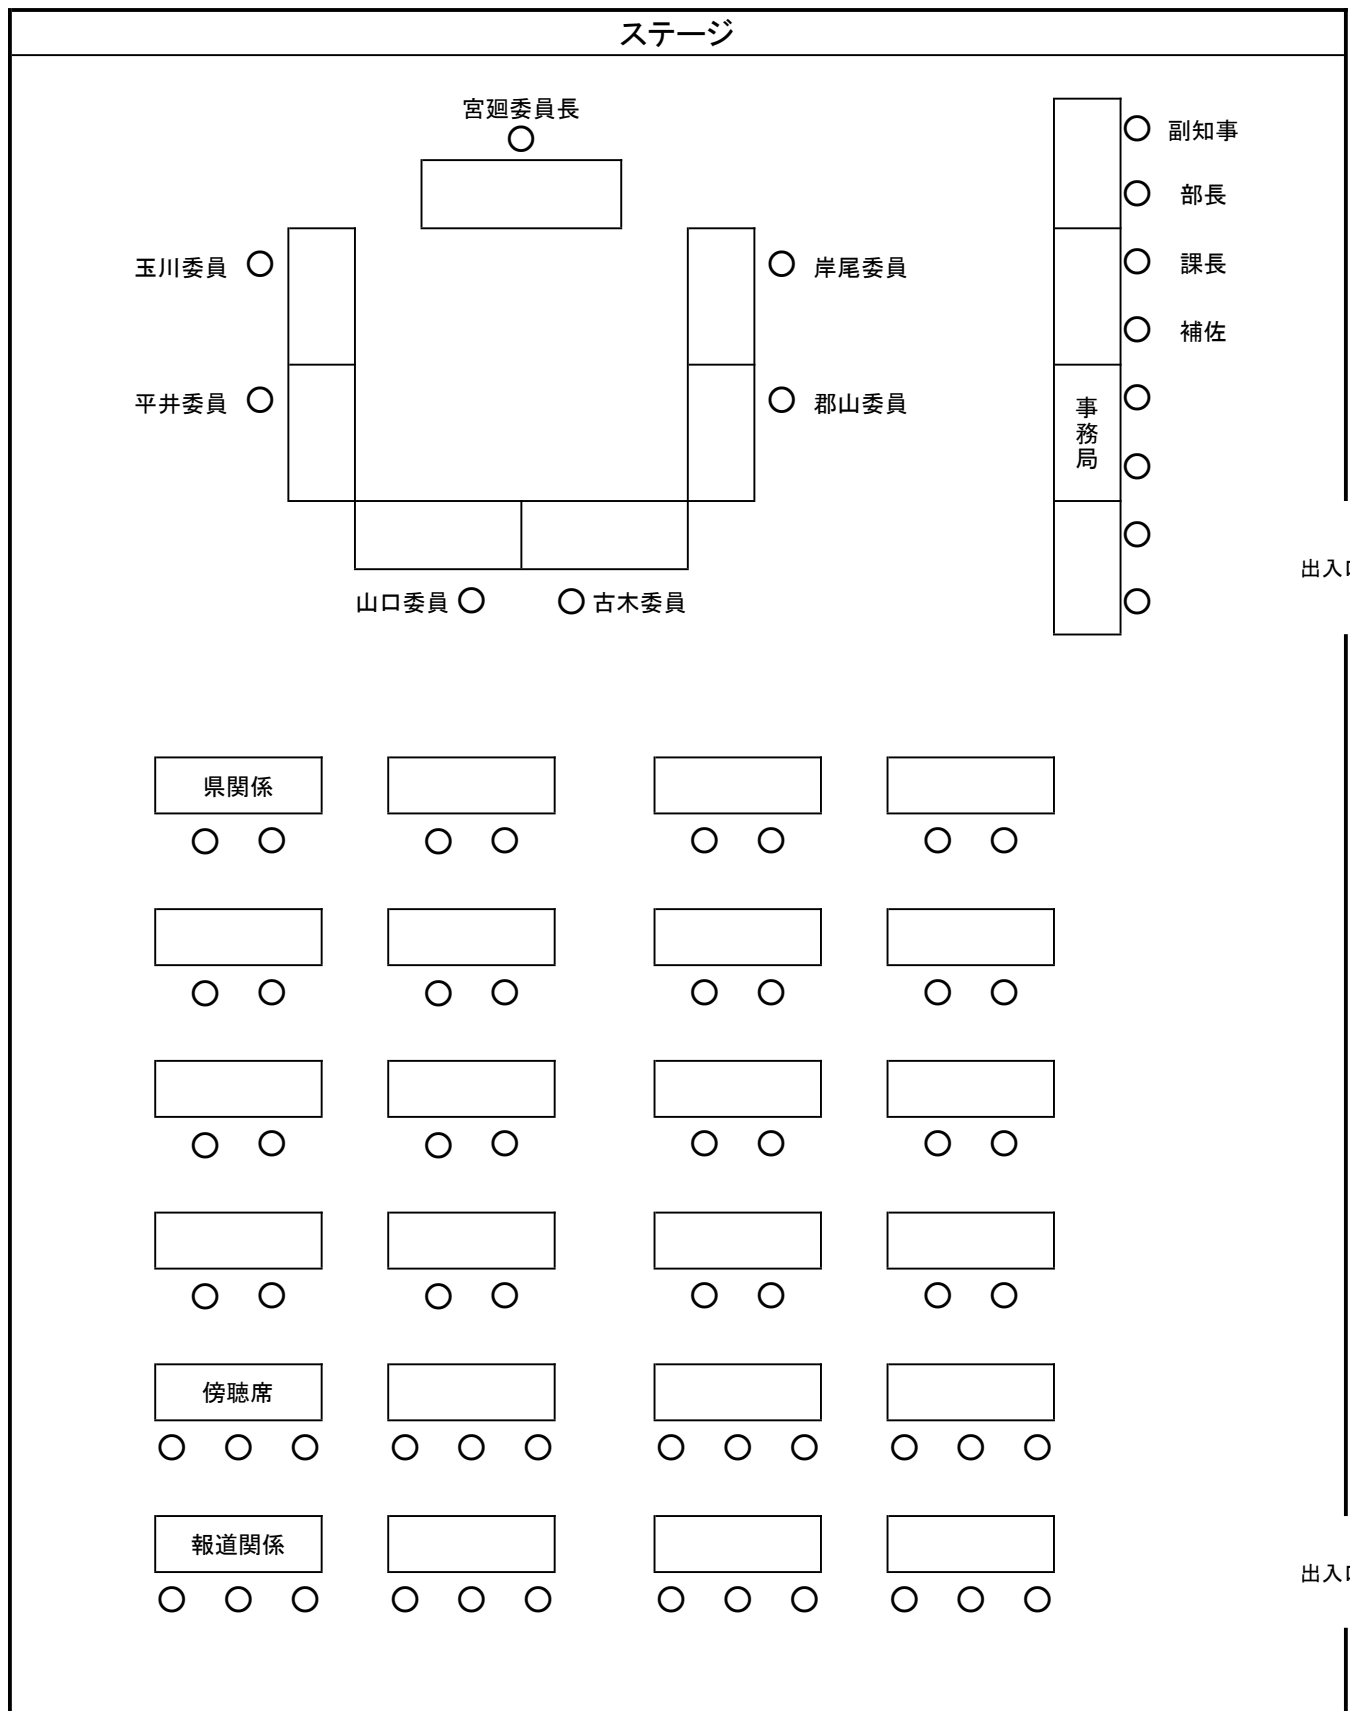 ステージ
宮廻委員長
副知事
部長
玉川委員
岸尾委員
課長
補佐
平井委員
郡山委員
事務局
出入口
山口委員
古木委員
県関係
傍聴席
報道関係
出入口